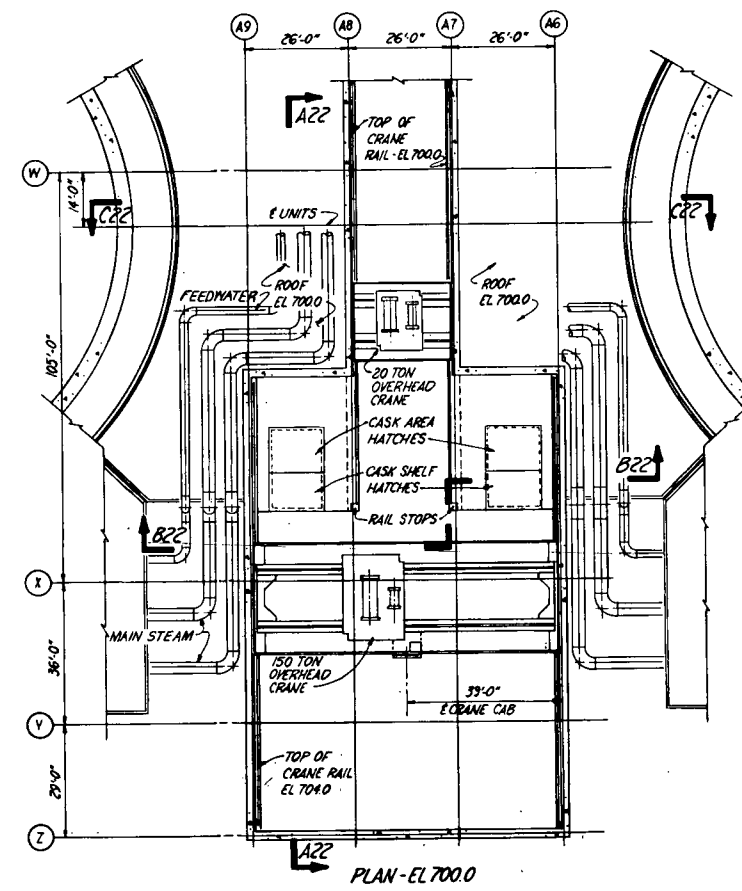 A9 A8 A7 A6
26'-0" 26'-0" 26'-0"
A22
TOP OF
CRANE
RAIL - EL 700.0
W
14'-0"
C22 C22
℄ UNITS
ROOF
EL 700.0
FEEDWATER
ROOF
EL 700.0
105'-0"
20 TON
OVERHEAD
CRANE
CASK AREA
HATCHES
CASK SHELF
HATCHES
B22
RAIL STOPS
B22
X
MAIN STEAM
36'-0"
150 TON
OVERHEAD
CRANE
39'-0"
℄ CRANE CAB
Y
TOP OF
CRANE RAIL
EL 704.0
29'-0"
Z
A22
PLAN - EL 700.0